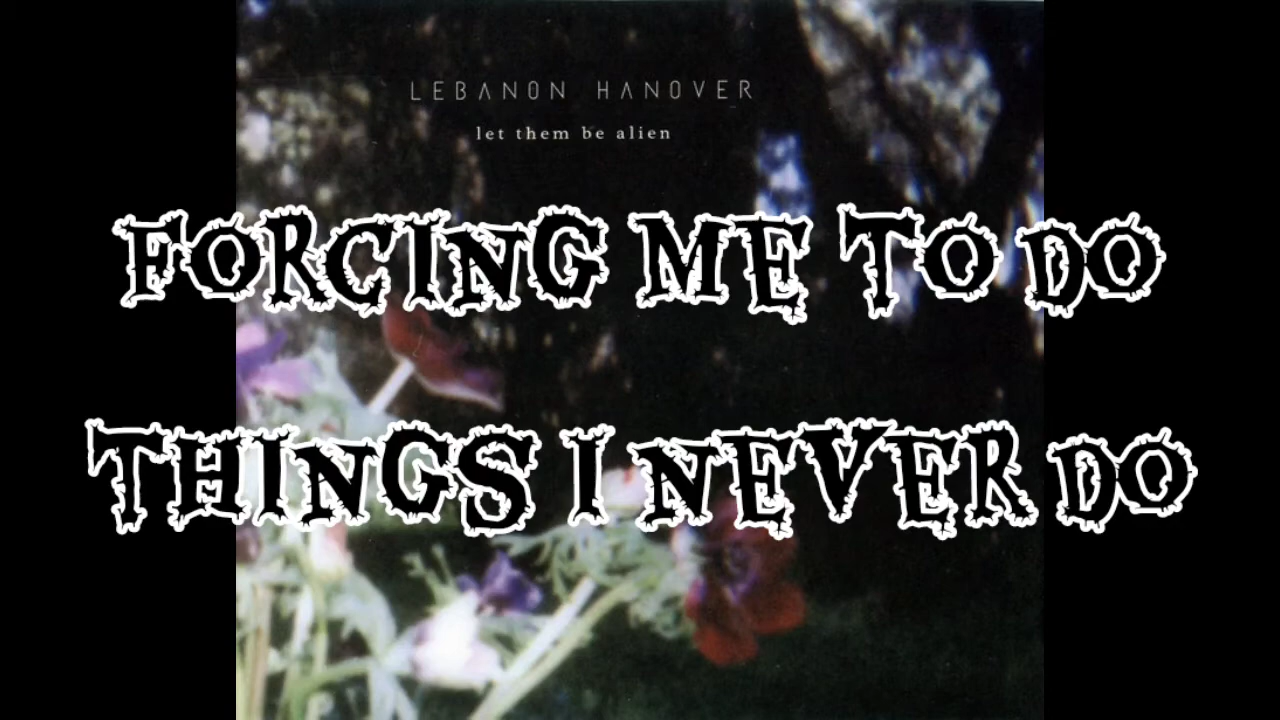 LEBANON HANOVER
let them be alien
FORCING ME TO DO
THINGS I NEVER DO